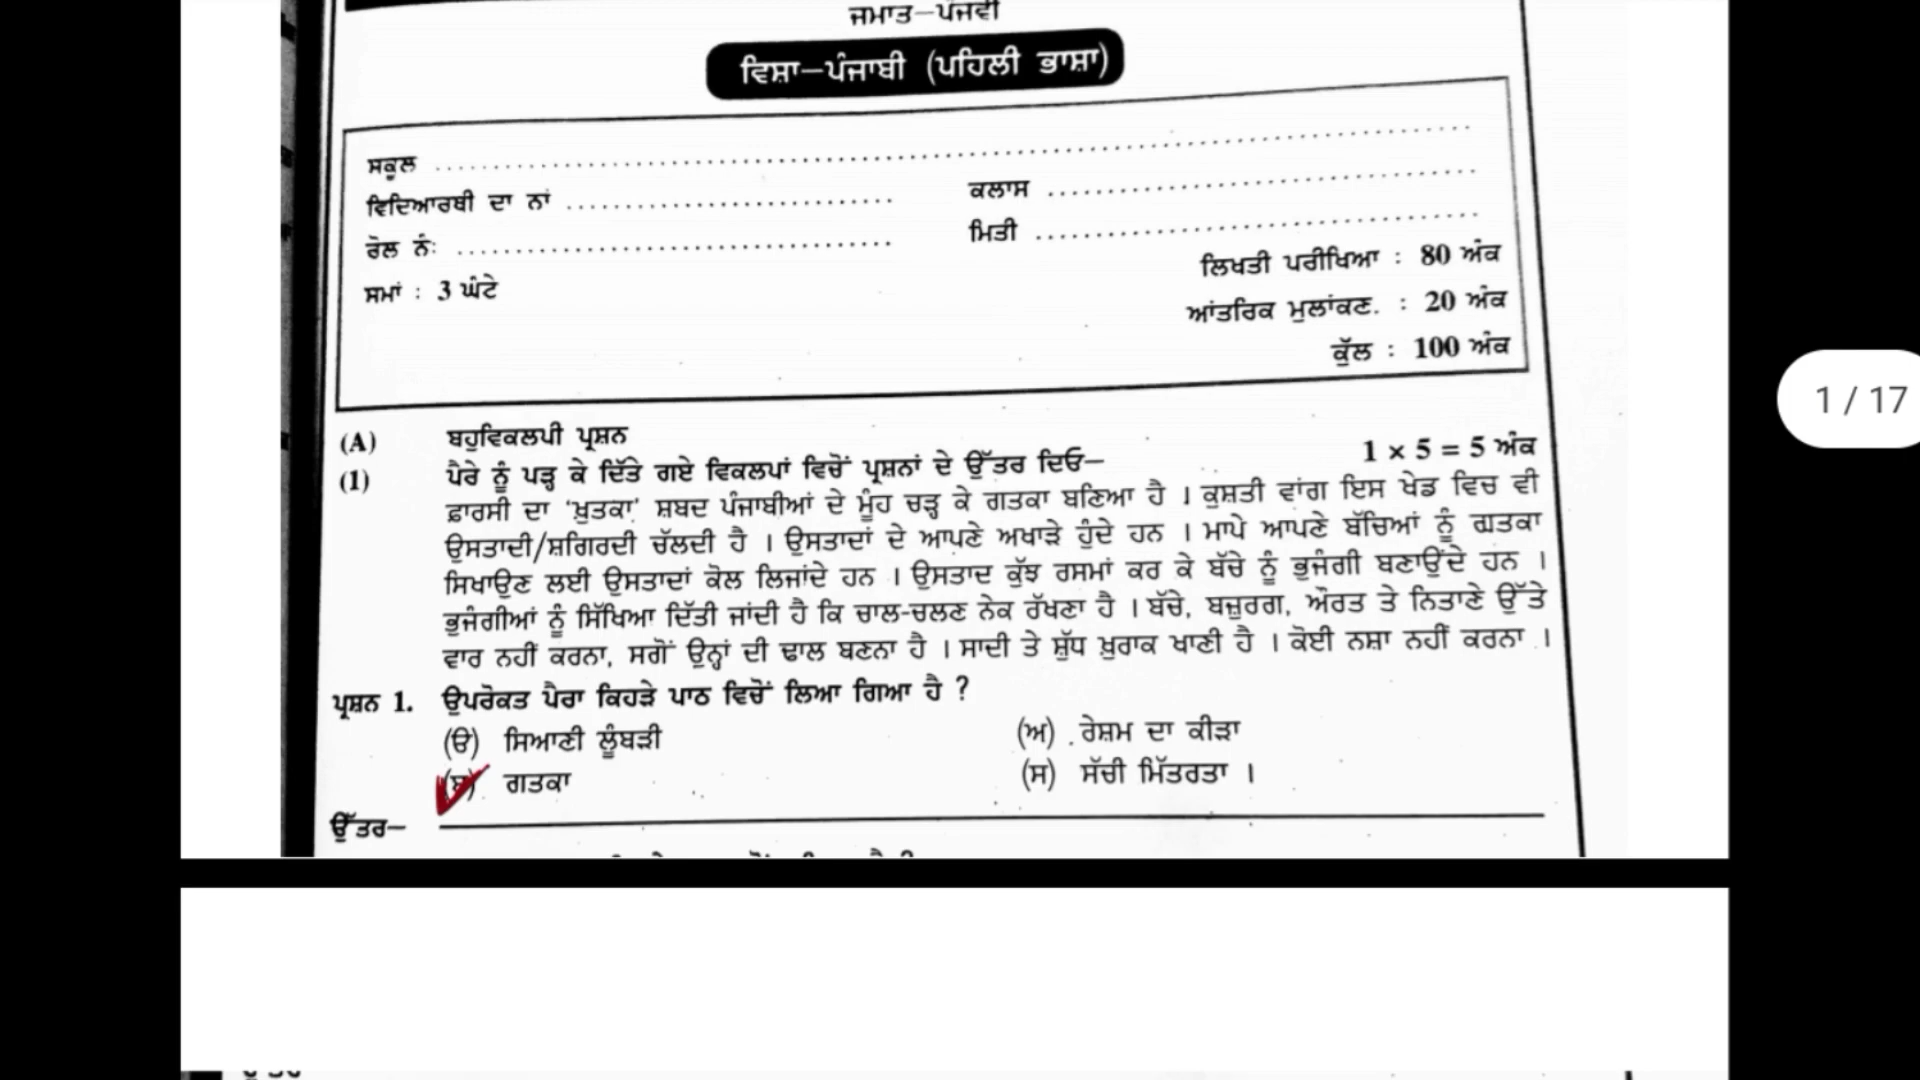 ਜਮਾਤ–ਪੰਜਵੀਂ
ਵਿਸ਼ਾ–ਪੰਜਾਬੀ (ਪਹਿਲੀ ਭਾਸ਼ਾ)
ਸਕੂਲ
ਵਿਦਿਆਰਥੀ ਦਾ ਨਾਂ ਕਲਾਸ
ਰੋਲ ਨੰ: ਮਿਤੀ
ਸਮਾਂ : 3 ਘੰਟੇ ਲਿਖਤੀ ਪਰੀਖਿਆ : 80 ਅੰਕ
ਆਂਤਰਿਕ ਮੁਲਾਂਕਣ. : 20 ਅੰਕ
ਕੁੱਲ : 100 ਅੰਕ
1 / 17
(A) ਬਹੁਵਿਕਲਪੀ ਪ੍ਰਸ਼ਨ
(1) ਪੈਰੇ ਨੂੰ ਪੜ੍ਹ ਕੇ ਦਿੱਤੇ ਗਏ ਵਿਕਲਪਾਂ ਵਿਚੋਂ ਪ੍ਰਸ਼ਨਾਂ ਦੇ ਉੱਤਰ ਦਿਓ– 1 × 5 = 5 ਅੰਕ
ਫ਼ਾਰਸੀ ਦਾ 'ਖ਼ੁਤਕਾ' ਸ਼ਬਦ ਪੰਜਾਬੀਆਂ ਦੇ ਮੂੰਹ ਚੜ੍ਹ ਕੇ ਗਤਕਾ ਬਣਿਆ ਹੈ । ਕੁਸ਼ਤੀ ਵਾਂਗ ਇਸ ਖੇਡ ਵਿਚ ਵੀ
ਉਸਤਾਦੀ/ਸ਼ਗਿਰਦੀ ਚੱਲਦੀ ਹੈ । ਉਸਤਾਦਾਂ ਦੇ ਆਪਣੇ ਅਖਾੜੇ ਹੁੰਦੇ ਹਨ । ਮਾਪੇ ਆਪਣੇ ਬੱਚਿਆਂ ਨੂੰ ਗਤਕਾ
ਸਿਖਾਉਣ ਲਈ ਉਸਤਾਦਾਂ ਕੋਲ ਲਿਜਾਂਦੇ ਹਨ । ਉਸਤਾਦ ਕੁੱਝ ਰਸਮਾਂ ਕਰ ਕੇ ਬੱਚੇ ਨੂੰ ਭੁਜੰਗੀ ਬਣਾਉਂਦੇ ਹਨ ।
ਭੁਜੰਗੀਆਂ ਨੂੰ ਸਿੱਖਿਆ ਦਿੱਤੀ ਜਾਂਦੀ ਹੈ ਕਿ ਚਾਲ-ਚਲਣ ਨੇਕ ਰੱਖਣਾ ਹੈ । ਬੱਚੇ, ਬਜ਼ੁਰਗ, ਔਰਤ ਤੇ ਨਿਤਾਣੇ ਉੱਤੇ
ਵਾਰ ਨਹੀਂ ਕਰਨਾ, ਸਗੋਂ ਉਨ੍ਹਾਂ ਦੀ ਢਾਲ ਬਣਨਾ ਹੈ । ਸਾਦੀ ਤੇ ਸ਼ੁੱਧ ਖ਼ੁਰਾਕ ਖਾਣੀ ਹੈ । ਕੋਈ ਨਸ਼ਾ ਨਹੀਂ ਕਰਨਾ ।
ਪ੍ਰਸ਼ਨ 1. ਉਪਰੋਕਤ ਪੈਰਾ ਕਿਹੜੇ ਪਾਠ ਵਿਚੋਂ ਲਿਆ ਗਿਆ ਹੈ ?
(ੳ) ਸਿਆਣੀ ਲੂੰਬੜੀ (ਅ) ਰੇਸ਼ਮ ਦਾ ਕੀੜਾ
ਗਤਕਾ (ਸ) ਸੱਚੀ ਮਿੱਤਰਤਾ ।
ਉੱਤਰ–